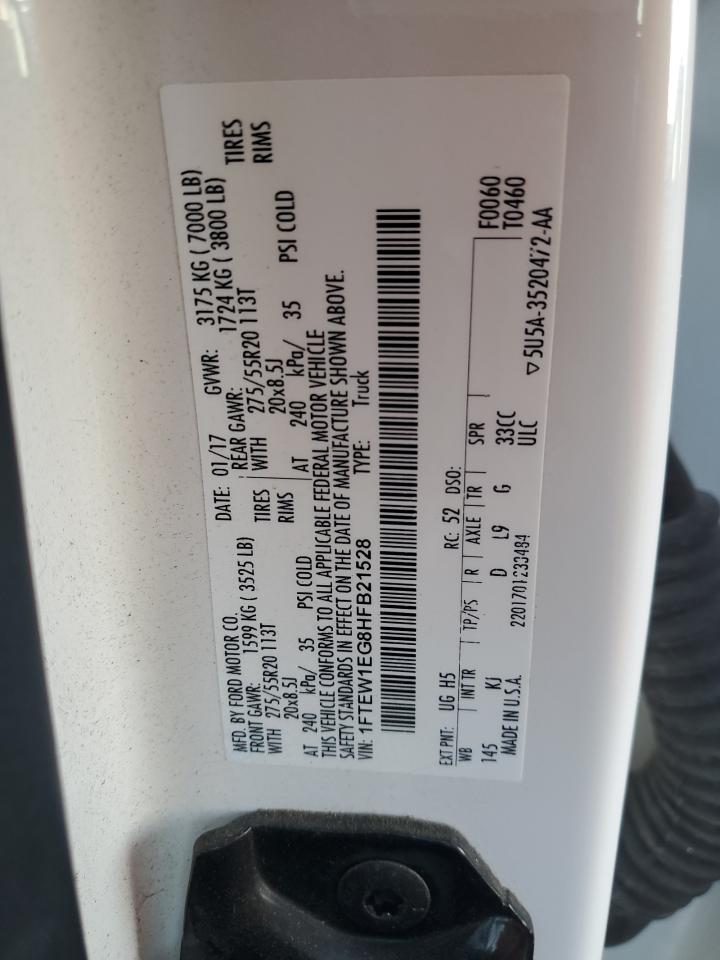 MFD. BY FORD MOTOR CO.
DATE: 01/17 GVWR: 3175 KG ( 7000 LB)
FRONT GAWR: 1599 KG ( 3525 LB)
REAR GAWR: 1724 KG ( 3800 LB)
WITH 275/55R20 113T TIRES
WITH 275/55R20 113T TIRES
20x8.5J RIMS
20x8.5J RIMS
AT 240 kPa/ 35 PSI COLD
AT 240 kPa/ 35 PSI COLD
THIS VEHICLE CONFORMS TO ALL APPLICABLE FEDERAL MOTOR VEHICLE
SAFETY STANDARDS IN EFFECT ON THE DATE OF MANUFACTURE SHOWN ABOVE.
VIN: 1FTEW1EG8HFB21528
TYPE: Truck
EXT PNT: UG H5 RC: 52 DSO: F0060
T0460
WB INT TR TP/PS R AXLE TR SPR
145 KJ D L9 G 33CC
MADE IN U.S.A. 2201701233484 ULC
▽5U5A-3520472-AA